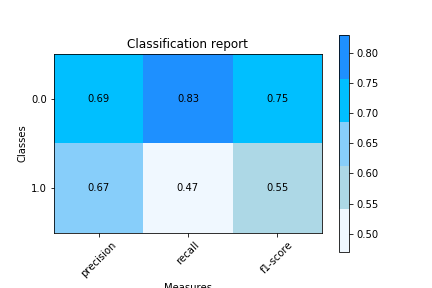 Classification report
0.0 0.69 0.83 0.75
1.0 0.67 0.47 0.55
Classes
precision recall f1-score
Measures
0.80
0.75
0.70
0.65
0.60
0.55
0.50